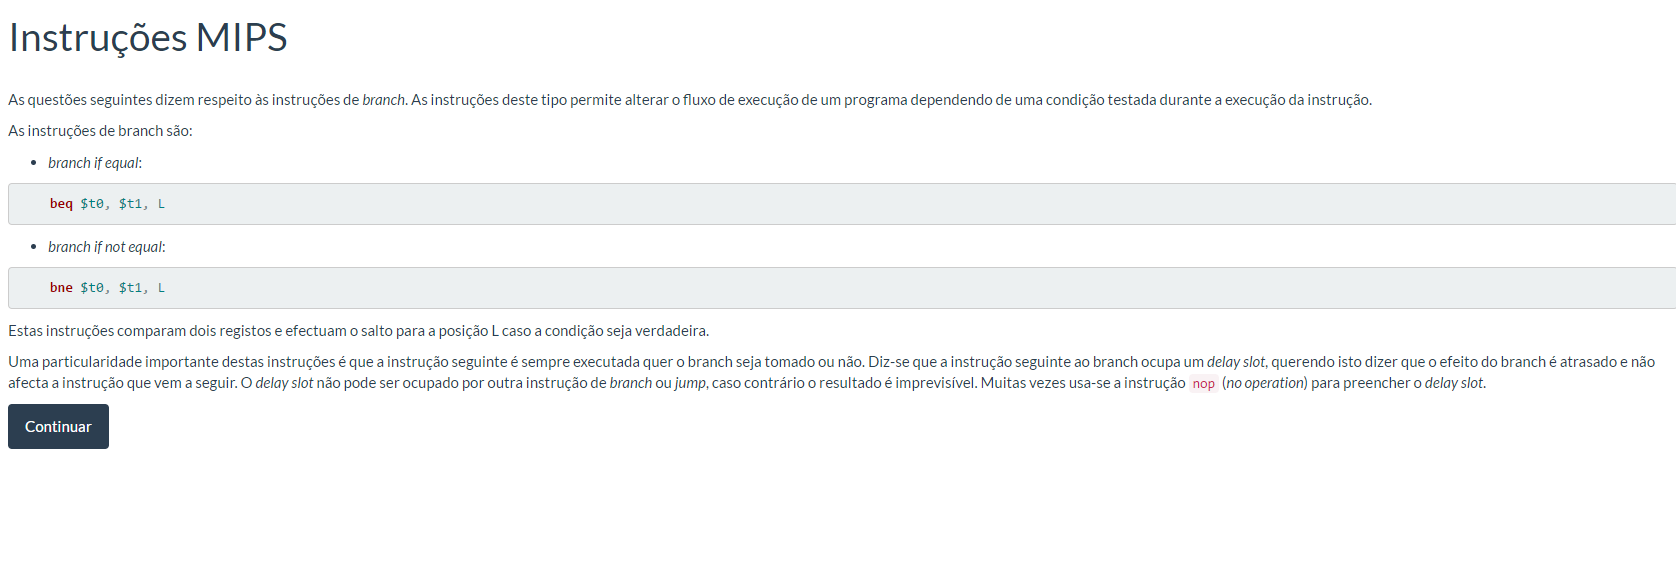 Instruções MIPS
As questões seguintes dizem respeito às instruções de branch. As instruções deste tipo permite alterar o fluxo de execução de um programa dependendo de uma condição testada durante a execução da instrução.
As instruções de branch são:
• branch if equal:
beq $t0, $t1, L
• branch if not equal:
bne $t0, $t1, L
Estas instruções comparam dois registos e efectuam o salto para a posição L caso a condição seja verdadeira.
Uma particularidade importante destas instruções é que a instrução seguinte é sempre executada quer o branch seja tomado ou não. Diz-se que a instrução seguinte ao branch ocupa um delay slot, querendo isto dizer que o efeito do branch é atrasado e não
afecta a instrução que vem a seguir. O delay slot não pode ser ocupado por outra instrução de branch ou jump, caso contrário o resultado é imprevisível. Muitas vezes usa-se a instrução nop (no operation) para preencher o delay slot.
Continuar